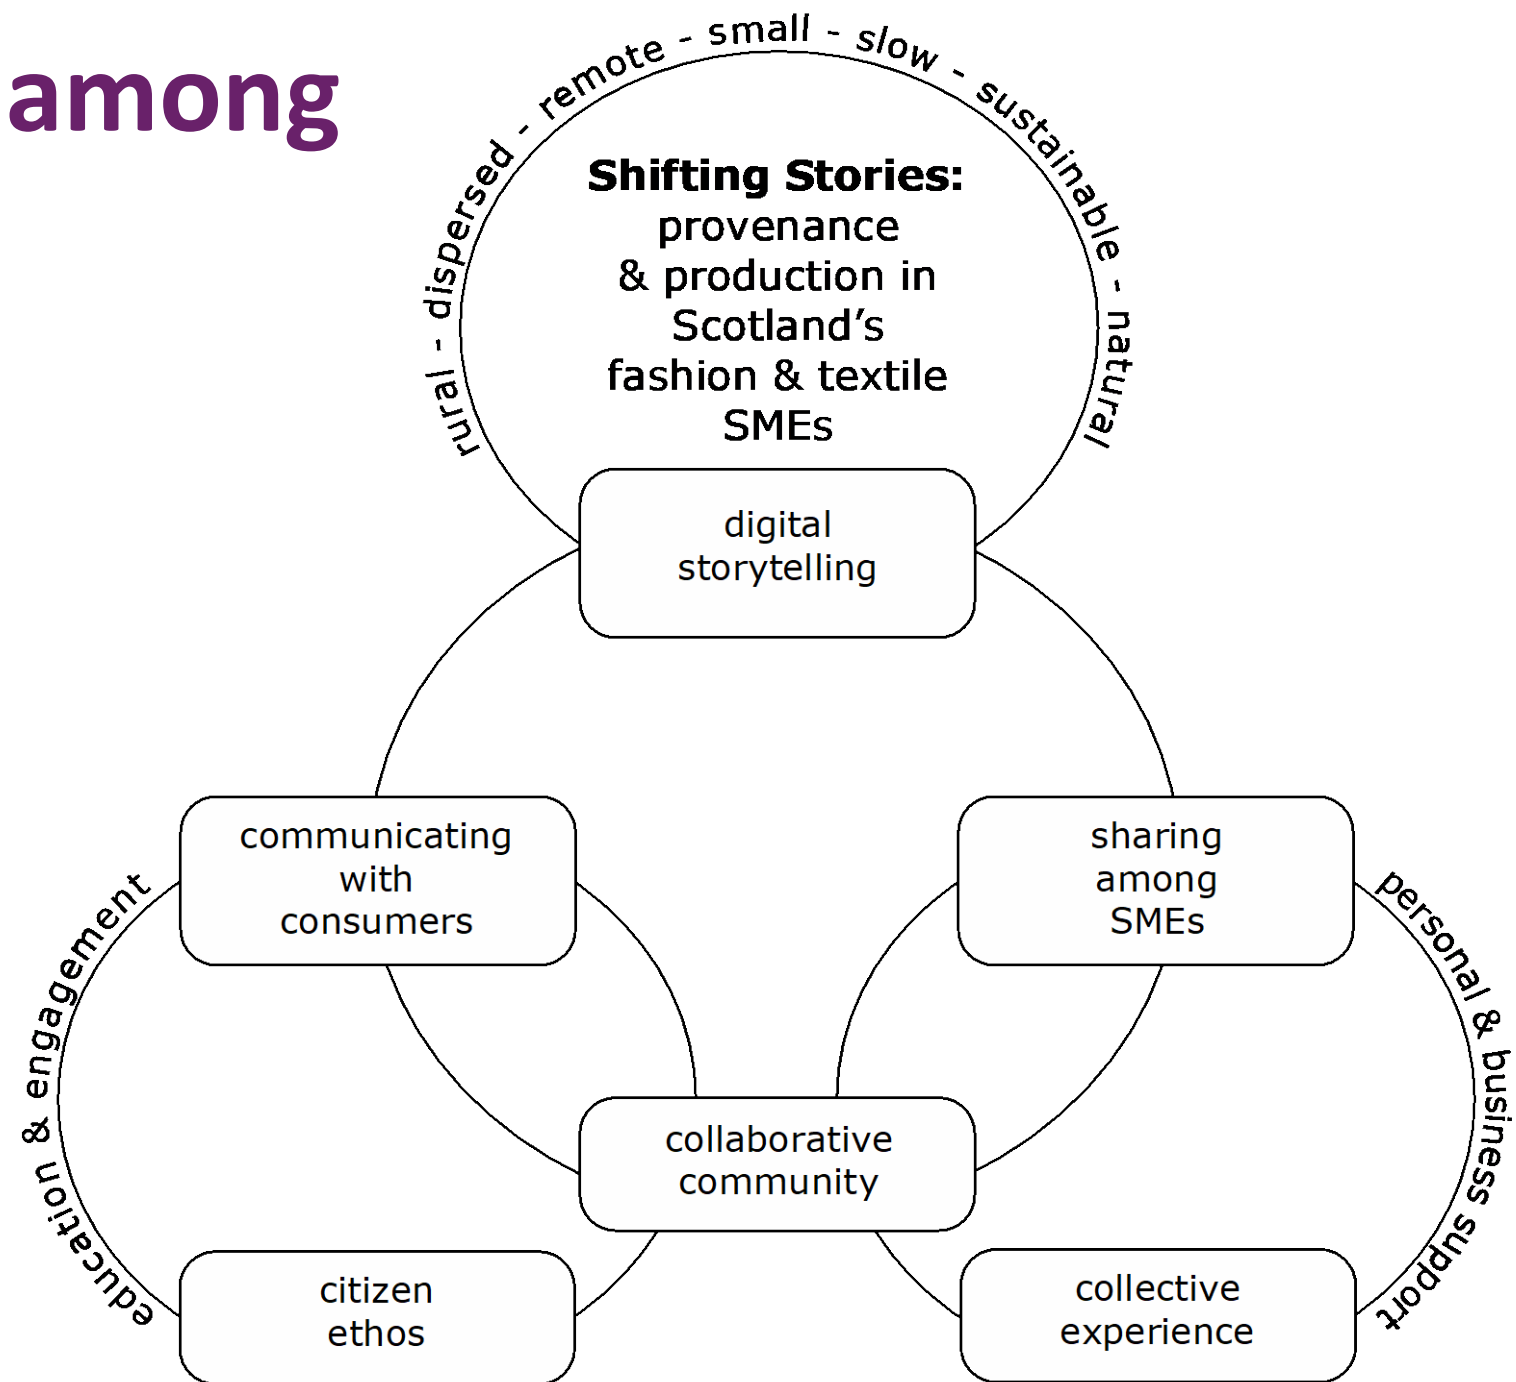 among
rural - dispersed - remote - small - slow - sustainable - natural
Shifting Stories:
provenance
& production in
Scotland’s
fashion & textile
SMEs
digital
storytelling
communicating
with
consumers
sharing
among
SMEs
education & engagement
personal & business support
collaborative
community
citizen
ethos
collective
experience